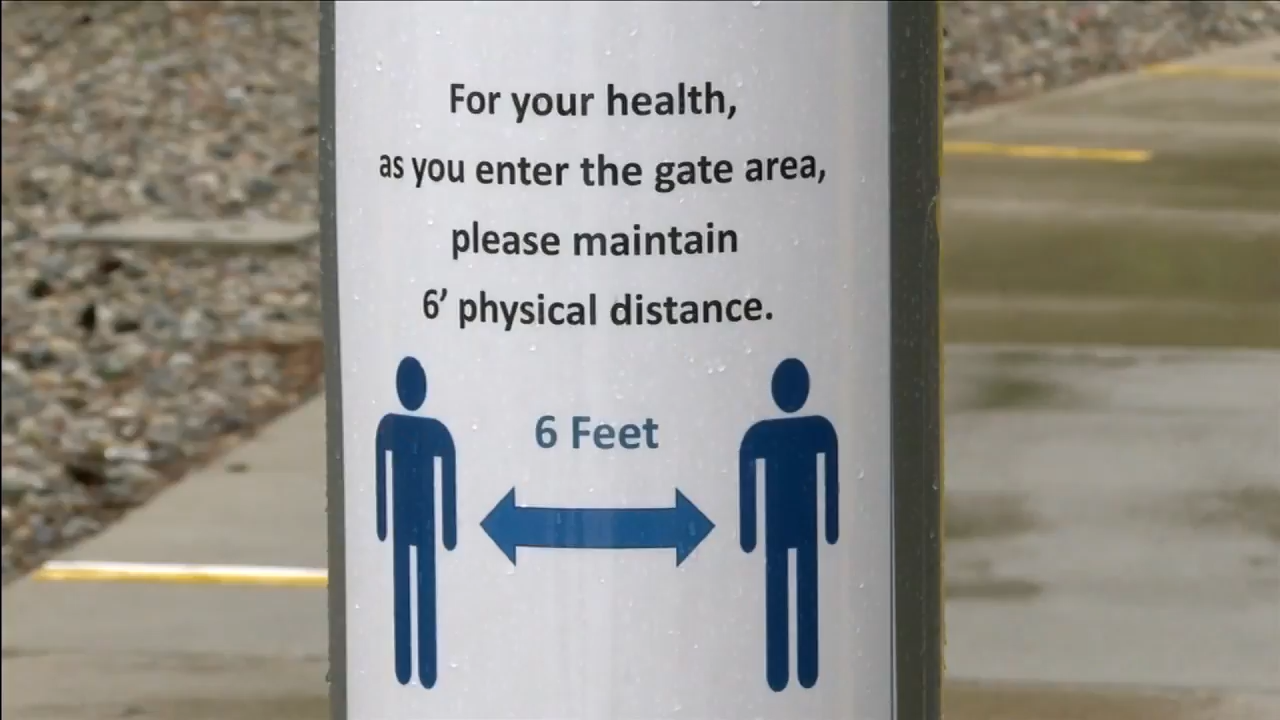 For your health,
as you enter the gate area,
please maintain
6’ physical distance.
6 Feet